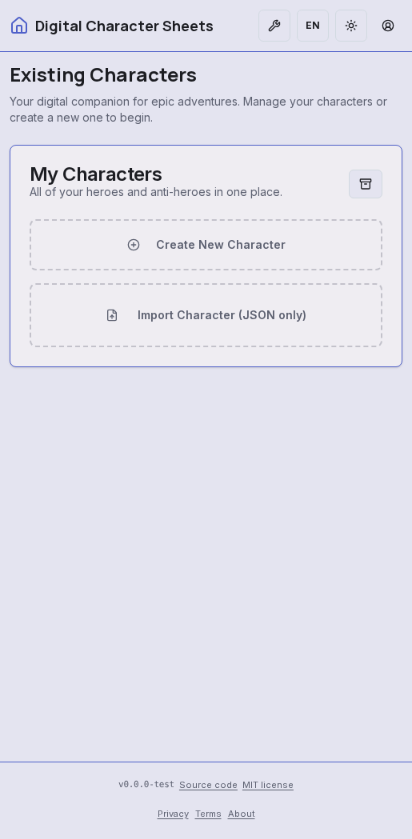 Digital Character Sheets
EN
Existing Characters
Your digital companion for epic adventures. Manage your characters or
create a new one to begin.
My Characters
All of your heroes and anti-heroes in one place.
Create New Character
Import Character (JSON only)
v0.0.0-test Source code MIT license
Privacy Terms About